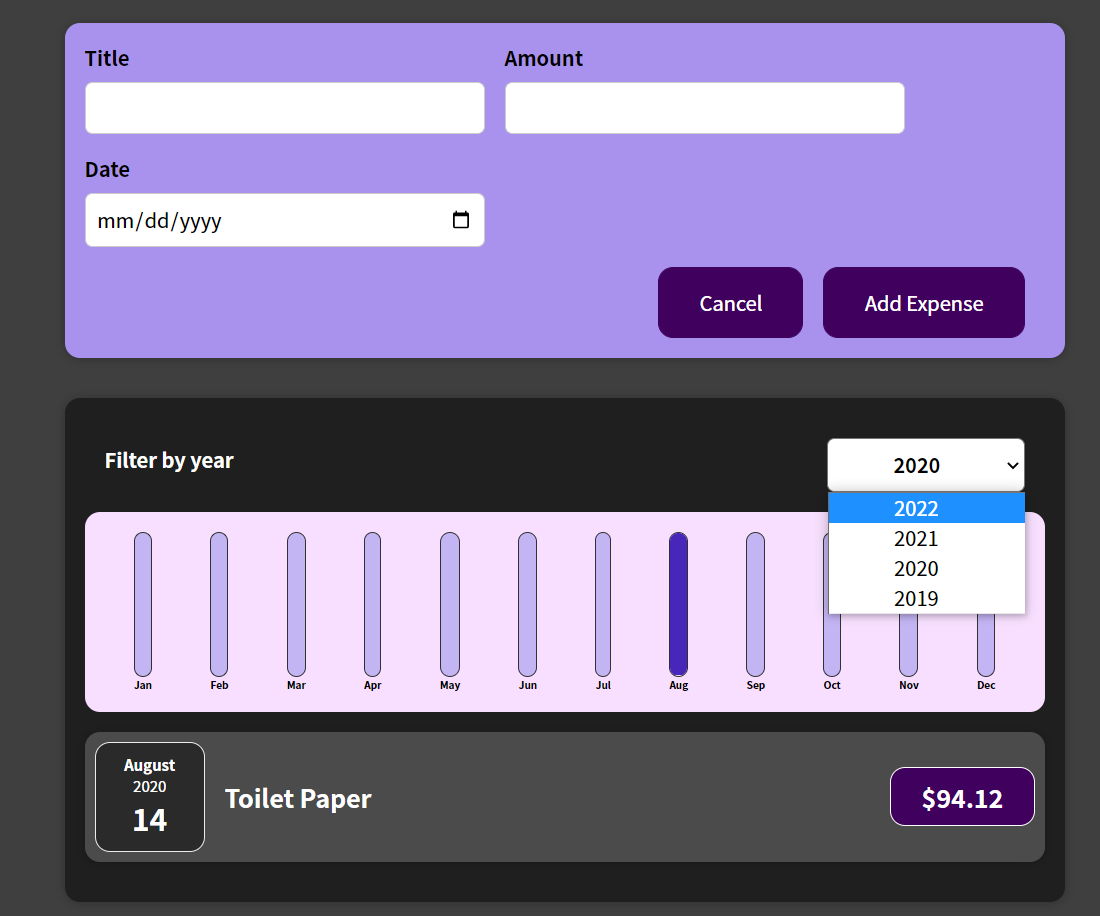 Title Amount
Date
mm/dd/yyyy
Cancel Add Expense
Filter by year 2020
2022
2021
2020
2019
Jan Feb Mar Apr May Jun Jul Aug Sep Oct Nov Dec
August
2020
14
Toilet Paper
$94.12